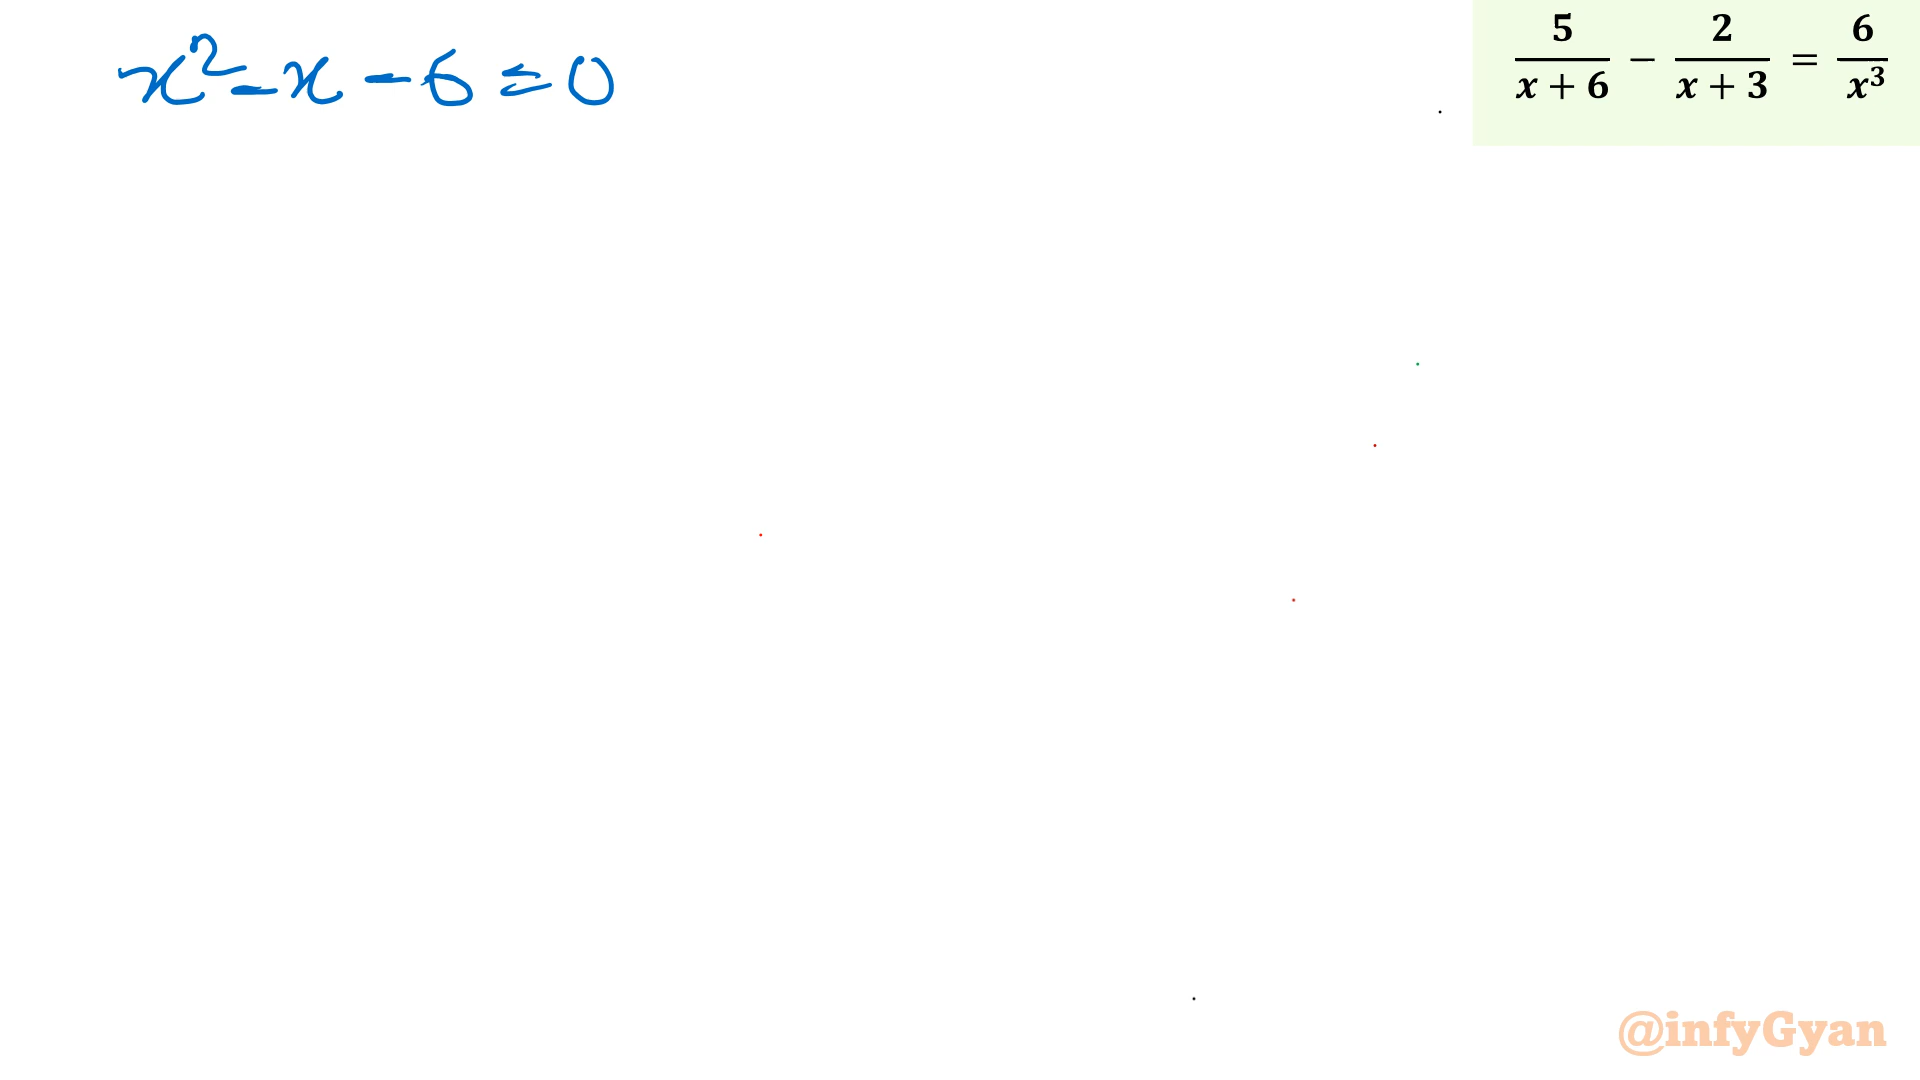 x² - x - 6 = 0
5/(x + 6) − 2/(x + 3) = 6/x³
@infyGyan